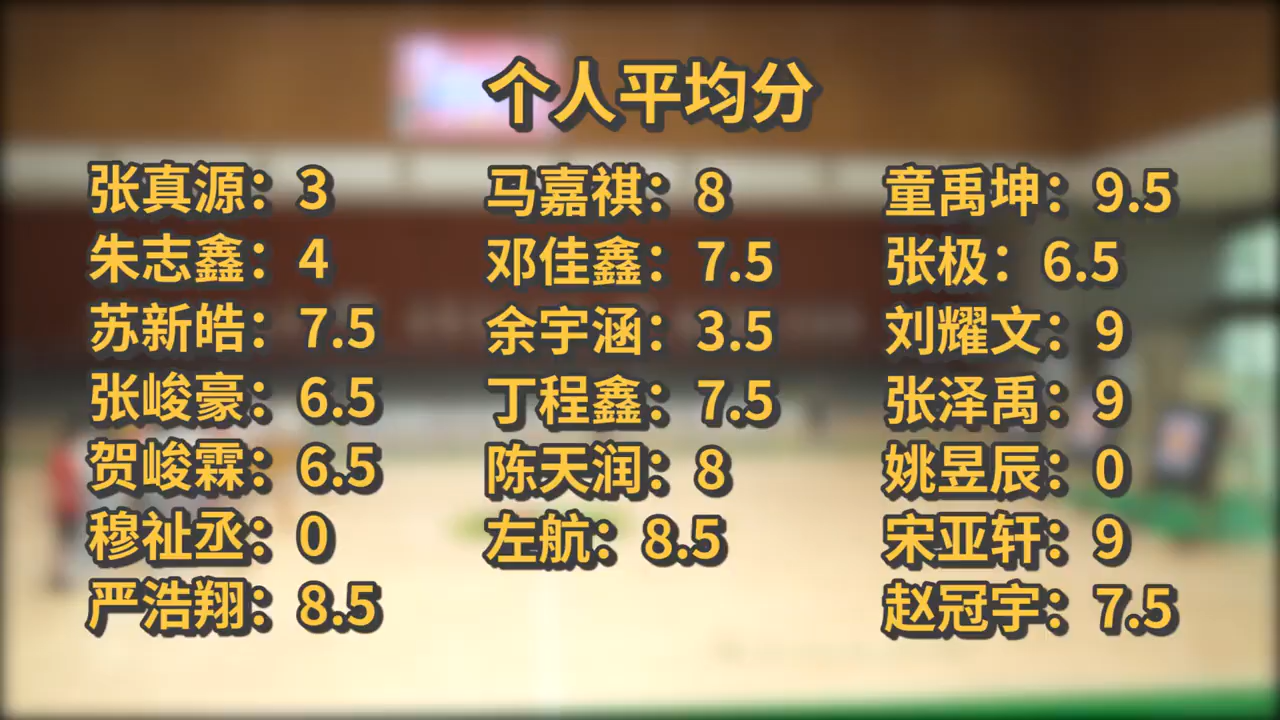 个人平均分
张真源：3
朱志鑫：4
苏新皓：7.5
张峻豪：6.5
贺峻霖：6.5
穆祉丞：0
严浩翔：8.5
马嘉祺：8
邓佳鑫：7.5
余宇涵：3.5
丁程鑫：7.5
陈天润：8
左航：8.5
童禹坤：9.5
张极：6.5
刘耀文：9
张泽禹：9
姚昱辰：0
宋亚轩：9
赵冠宇：7.5